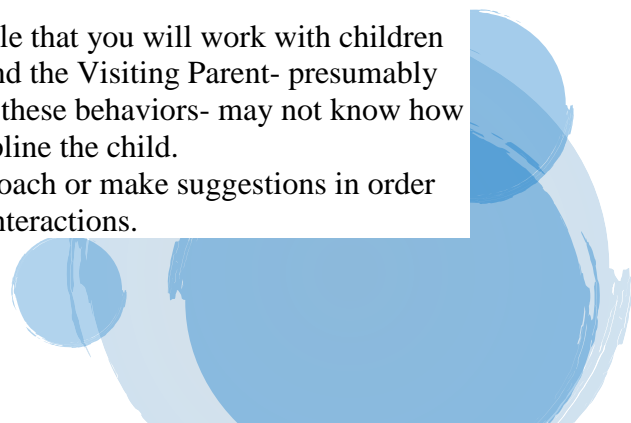 le that you will work with children
nd the Visiting Parent- presumably
these behaviors- may not know how
pline the child.
oach or make suggestions in order
nteractions.